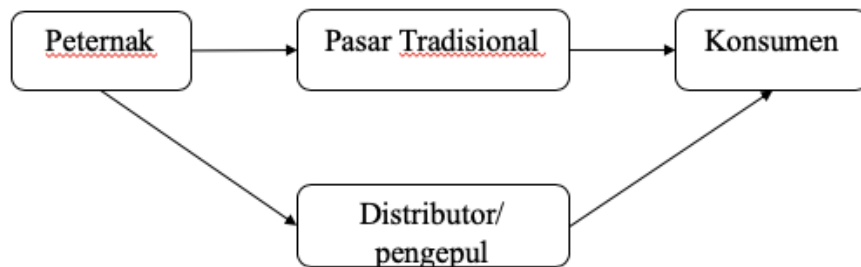 Peternak
Pasar Tradisional
Konsumen
Distributor/
pengepul